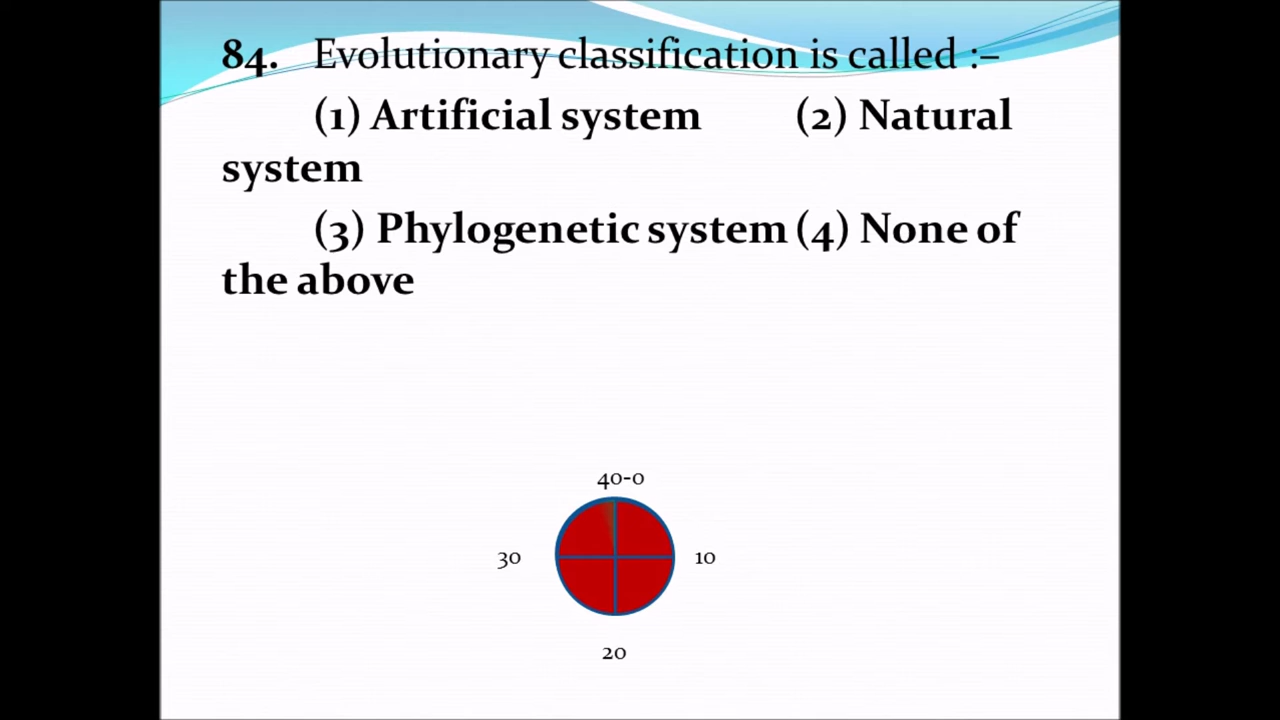 84. Evolutionary classification is called :–
(1) Artificial system (2) Natural
system
(3) Phylogenetic system (4) None of
the above
40-0
30 10
20